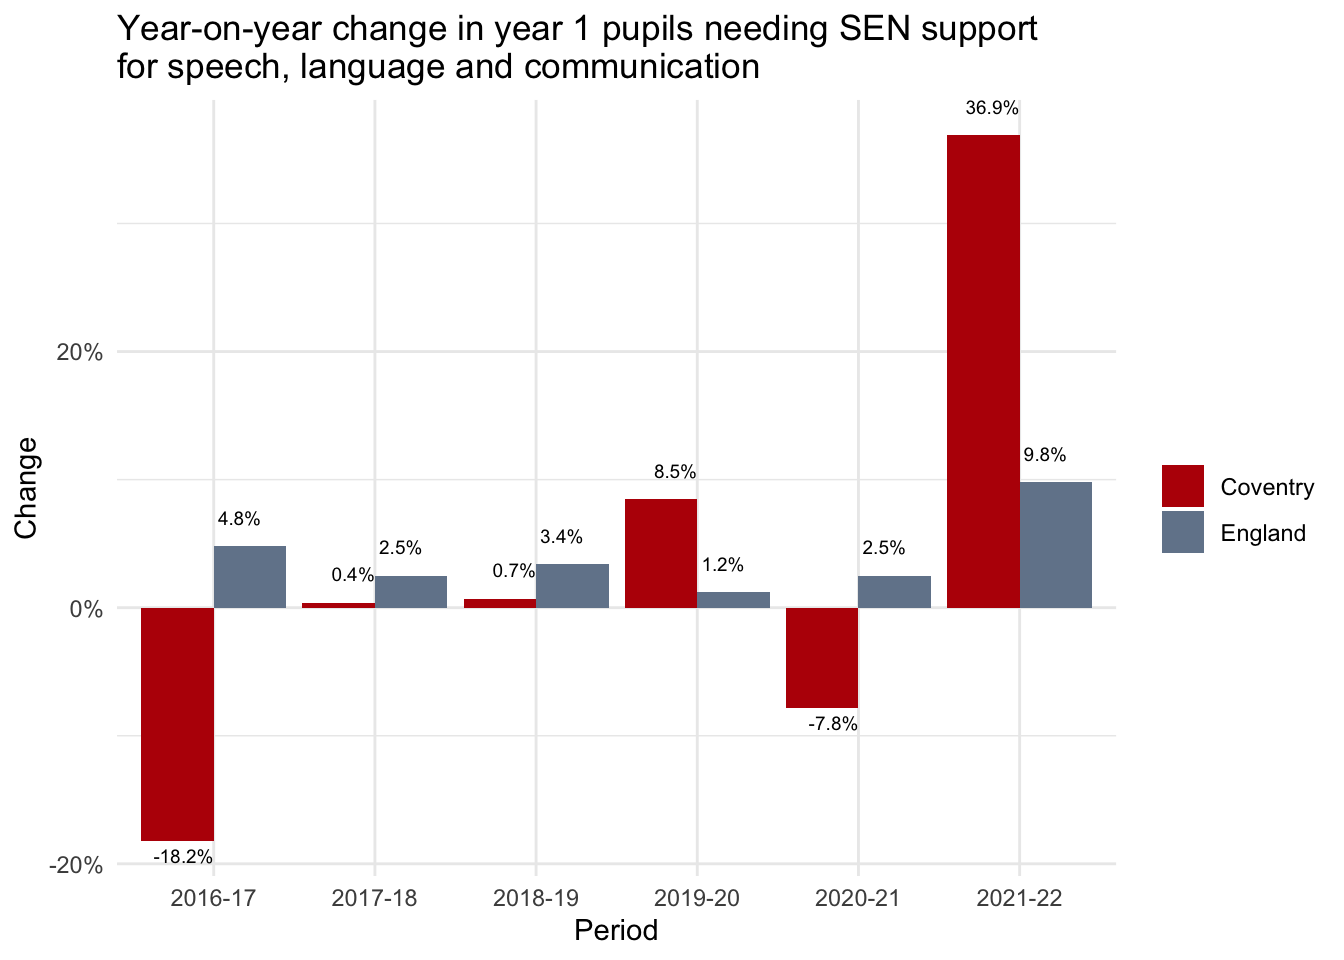 Year-on-year change in year 1 pupils needing SEN support
for speech, language and communication
36.9%
20%
9.8%
8.5%
4.8%
2.5%
0.4%
3.4%
0.7%
1.2%
2.5%
0%
-7.8%
-18.2%
-20%
Change
Coventry
England
2016-17 2017-18 2018-19 2019-20 2020-21 2021-22
Period